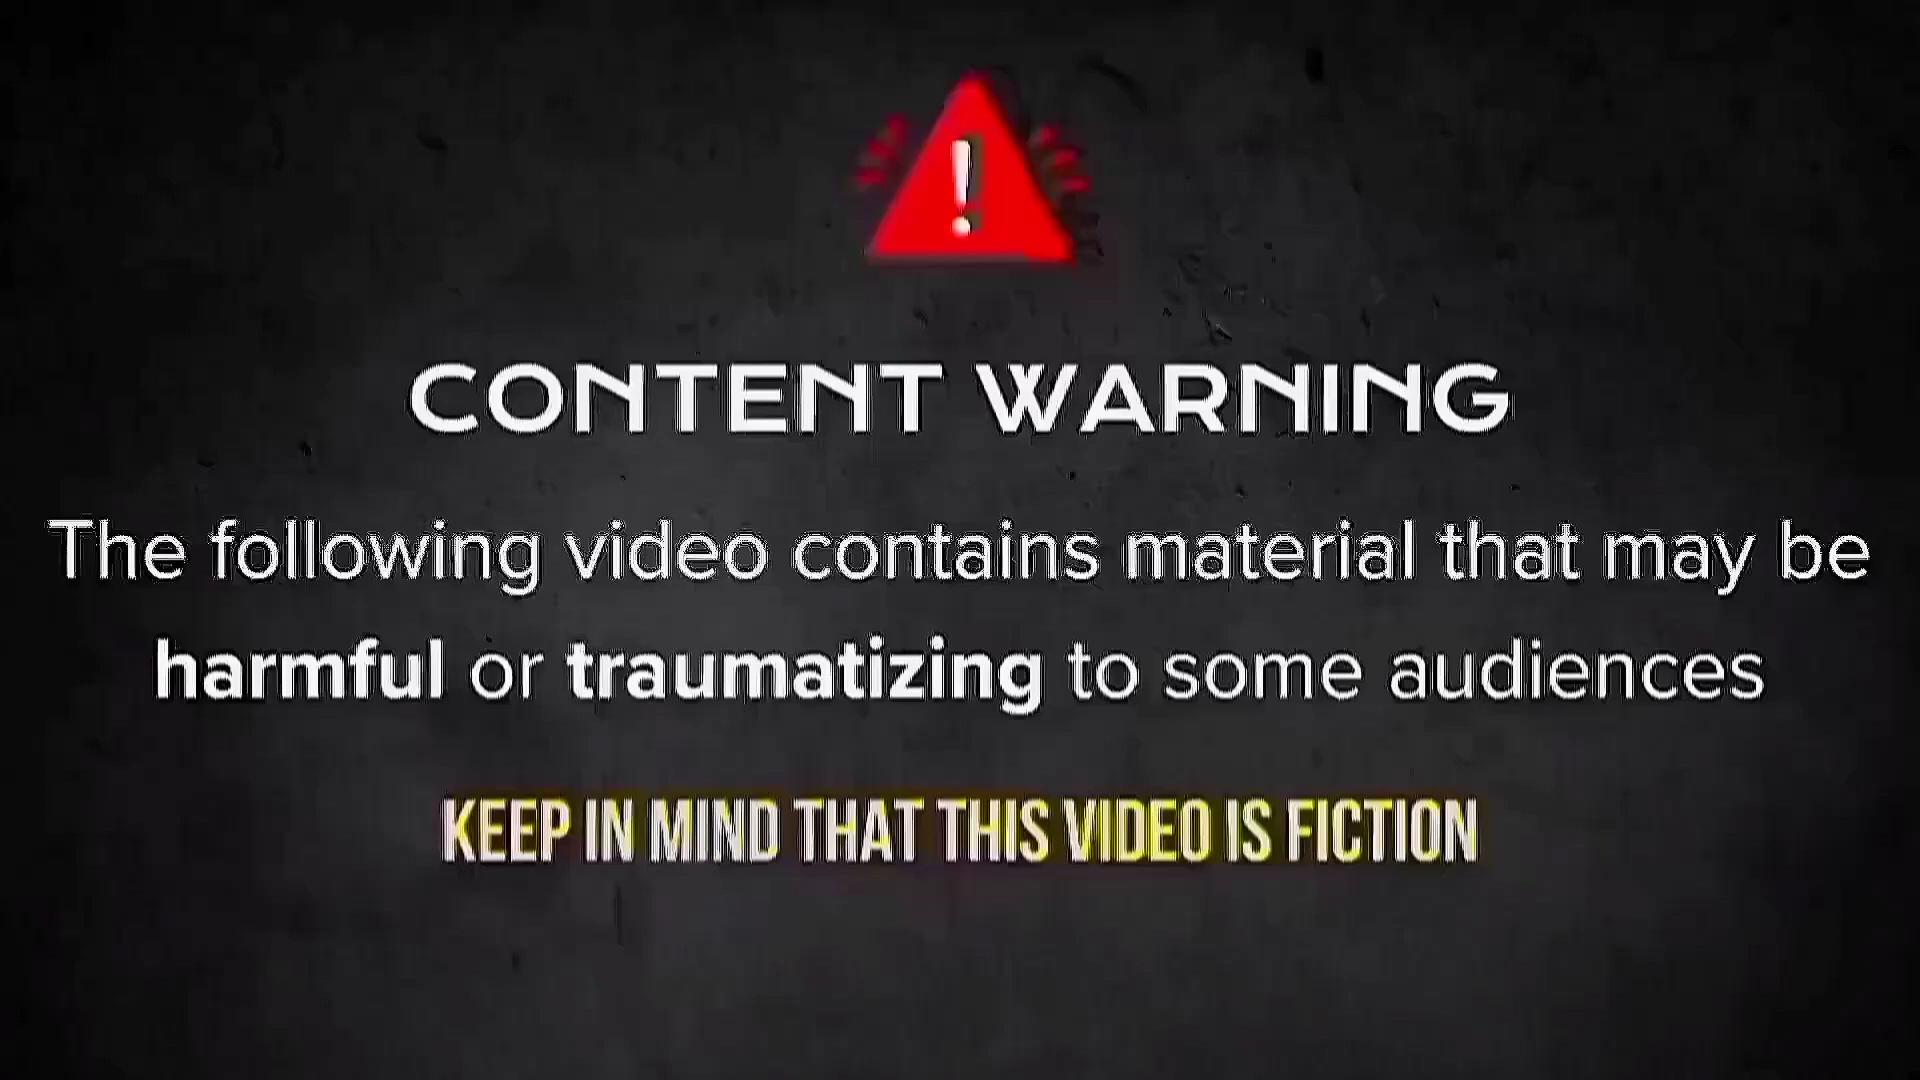 !
CONTENT WARNING
The following video contains material that may be
harmful or traumatizing to some audiences
KEEP IN MIND THAT THIS VIDEO IS FICTION